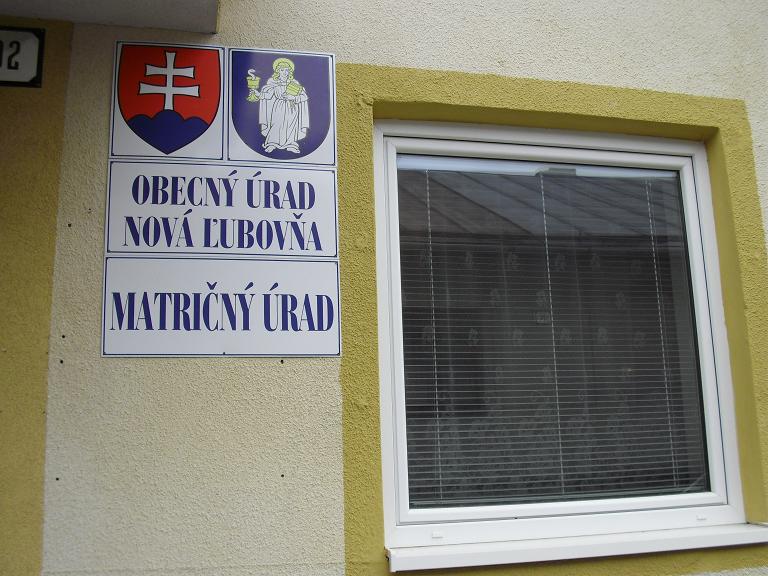 OBECNÝ ÚRAD
NOVÁ ĽUBOVŇA
MATRIČNÝ ÚRAD